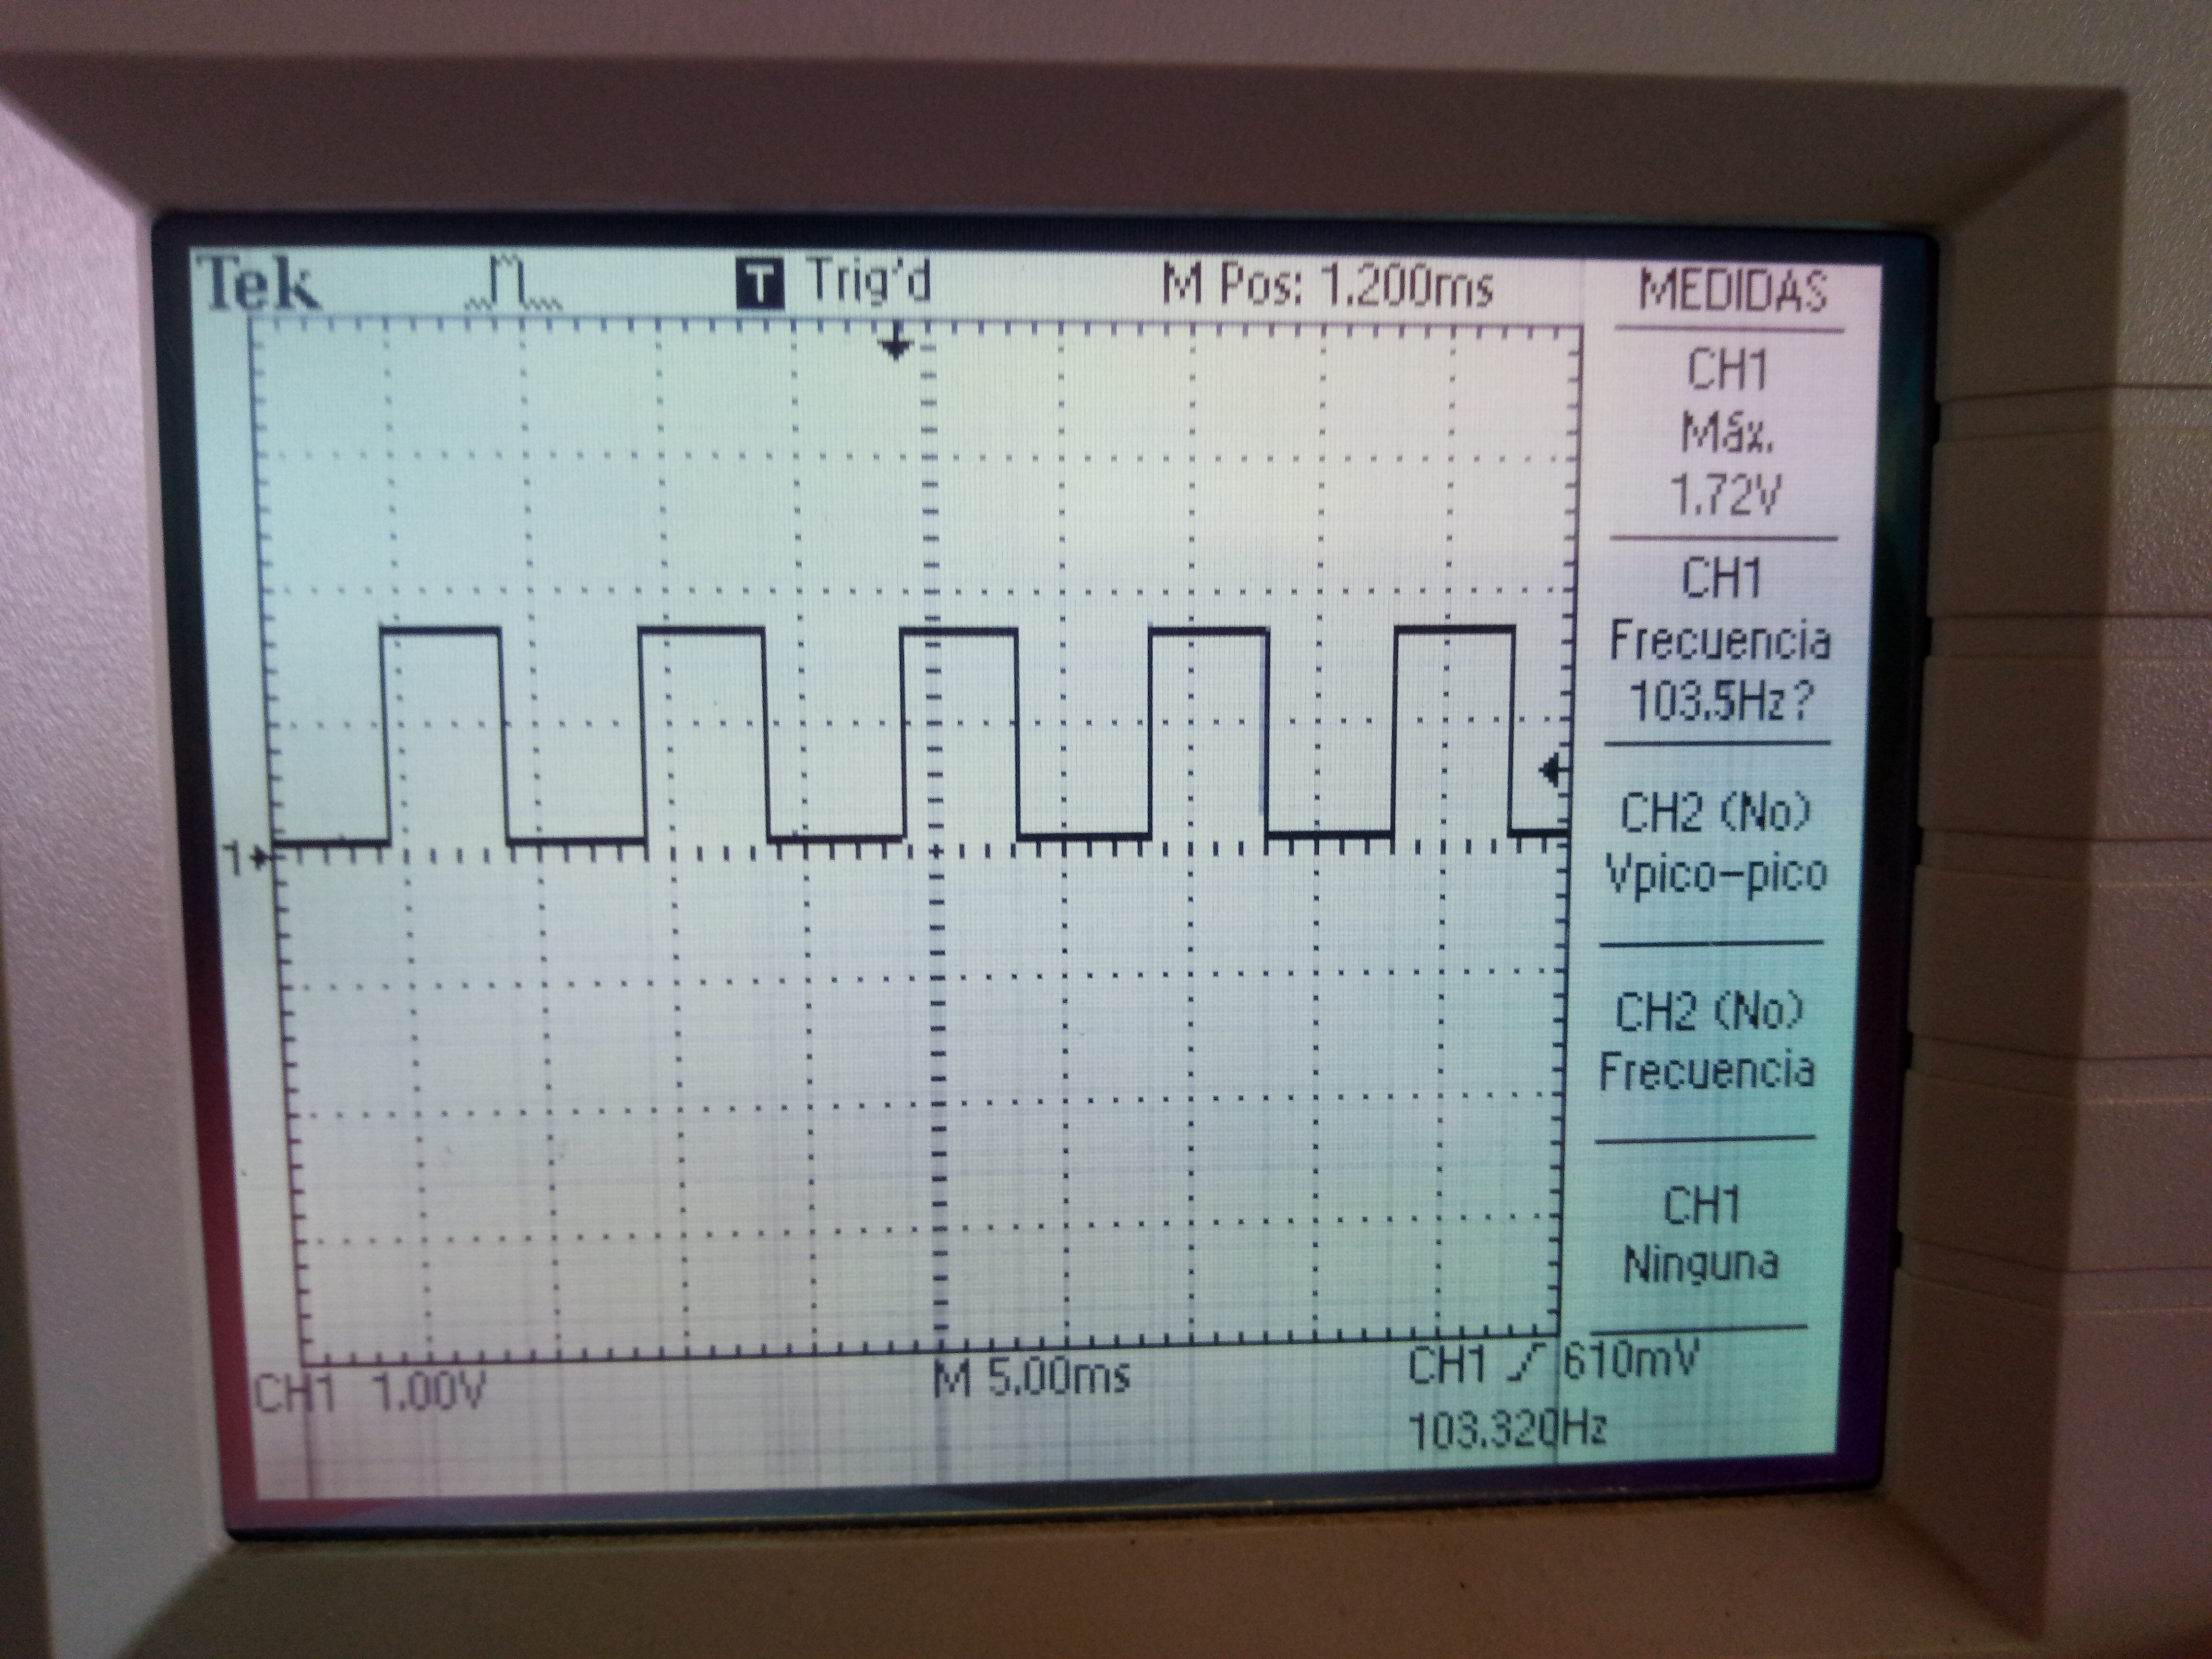 Tek T Trig'd M Pos: 1.200ms MEDIDAS
CH1
Máx.
1.72V
CH1
Frecuencia
103.5Hz?
1
CH2 (No)
Vpico-pico
CH2 (No)
Frecuencia
CH1
Ninguna
CH1 1.00V M 5.00ms CH1 610mV
103.320Hz